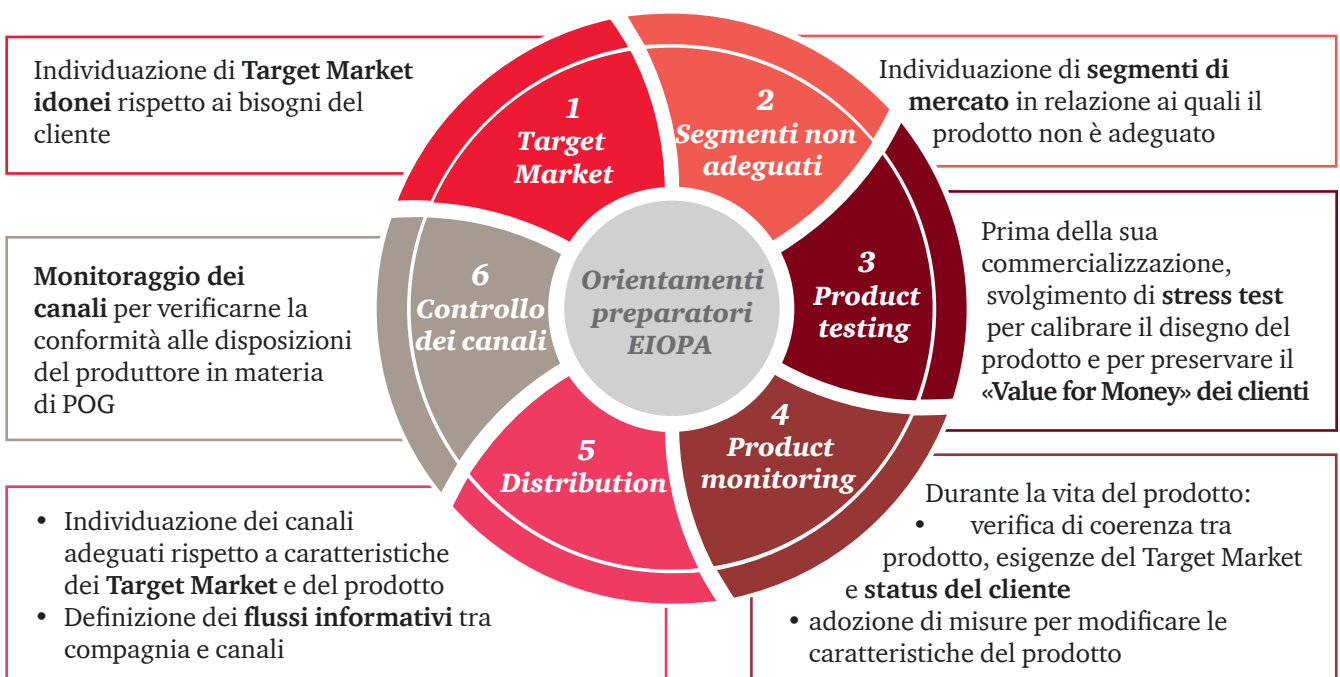 Individuazione di Target Market
idonei rispetto ai bisogni del
cliente
1
Target
Market
2
Segmenti non
adeguati
Individuazione di segmenti di
mercato in relazione ai quali il
prodotto non è adeguato
Monitoraggio dei
canali per verificarne la
conformità alle disposizioni
del produttore in materia
di POG
6
Controllo
dei canali
Orientamenti
preparatori
EIOPA
3
Product
testing
Prima della sua
commercializzazione,
svolgimento di stress test
per calibrare il disegno del
prodotto e per preservare il
«Value for Money» dei clienti
• Individuazione dei canali
adeguati rispetto a caratteristiche
dei Target Market e del prodotto
• Definizione dei flussi informativi tra
compagnia e canali
5
Distribution
4
Product
monitoring
Durante la vita del prodotto:
• verifica di coerenza tra
prodotto, esigenze del Target Market
e status del cliente
• adozione di misure per modificare le
caratteristiche del prodotto